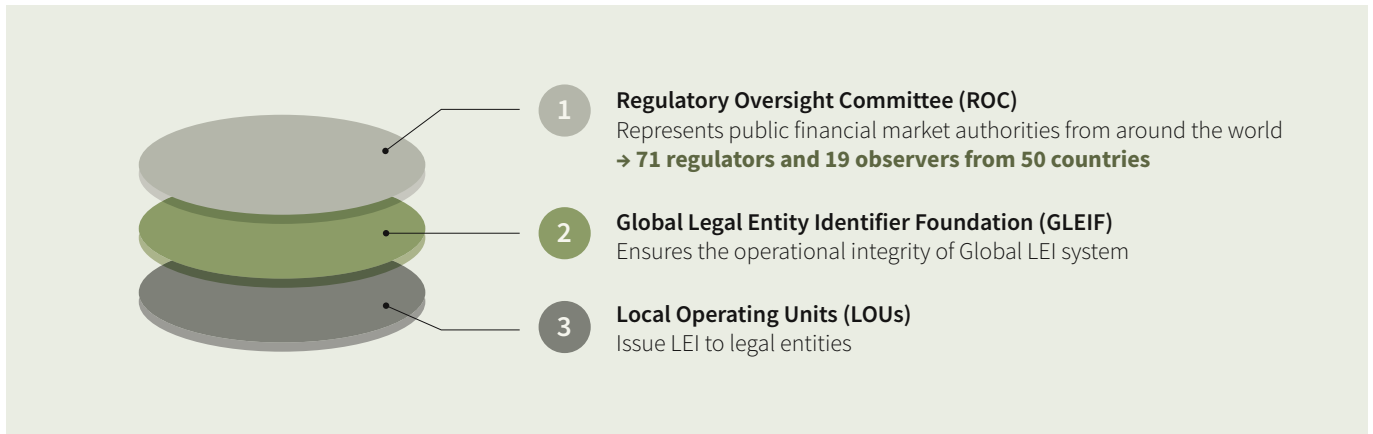 1
Regulatory Oversight Committee (ROC)
Represents public financial market authorities from around the world
→ 71 regulators and 19 observers from 50 countries
2
Global Legal Entity Identifier Foundation (GLEIF)
Ensures the operational integrity of Global LEI system
3
Local Operating Units (LOUs)
Issue LEI to legal entities